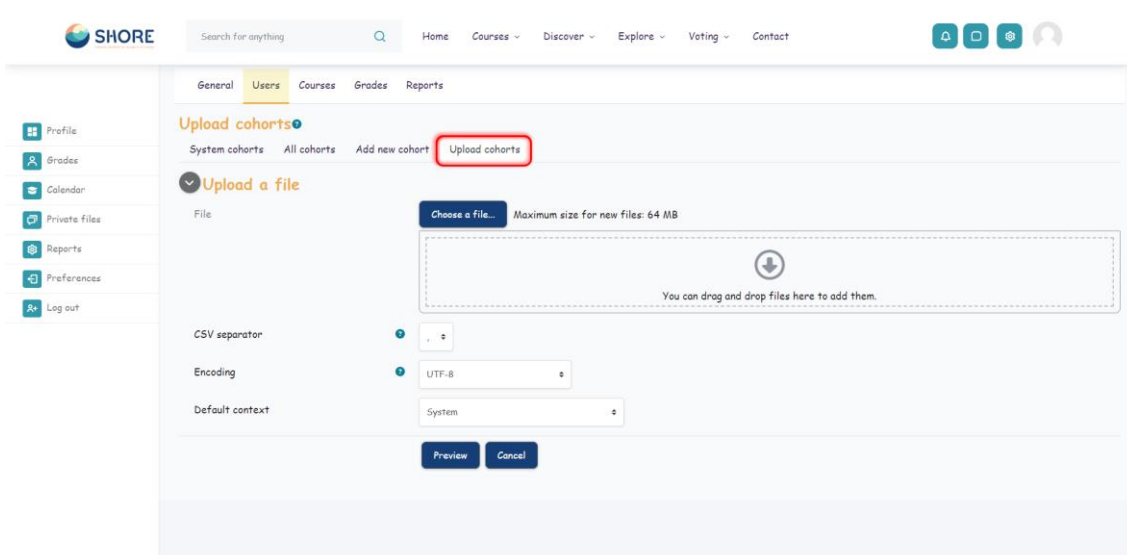 SHORE
Search for anything
Home Courses Discover Explore Voting Contact
General Users Courses Grades Reports
Profile
Grades
Calendar
Private files
Reports
Preferences
Log out
Upload cohorts
System cohorts All cohorts Add new cohort Upload cohorts
Upload a file
File Choose a file... Maximum size for new files: 64 MB
You can drag and drop files here to add them.
CSV separator ,
Encoding UTF-8
Default context System
Preview Cancel